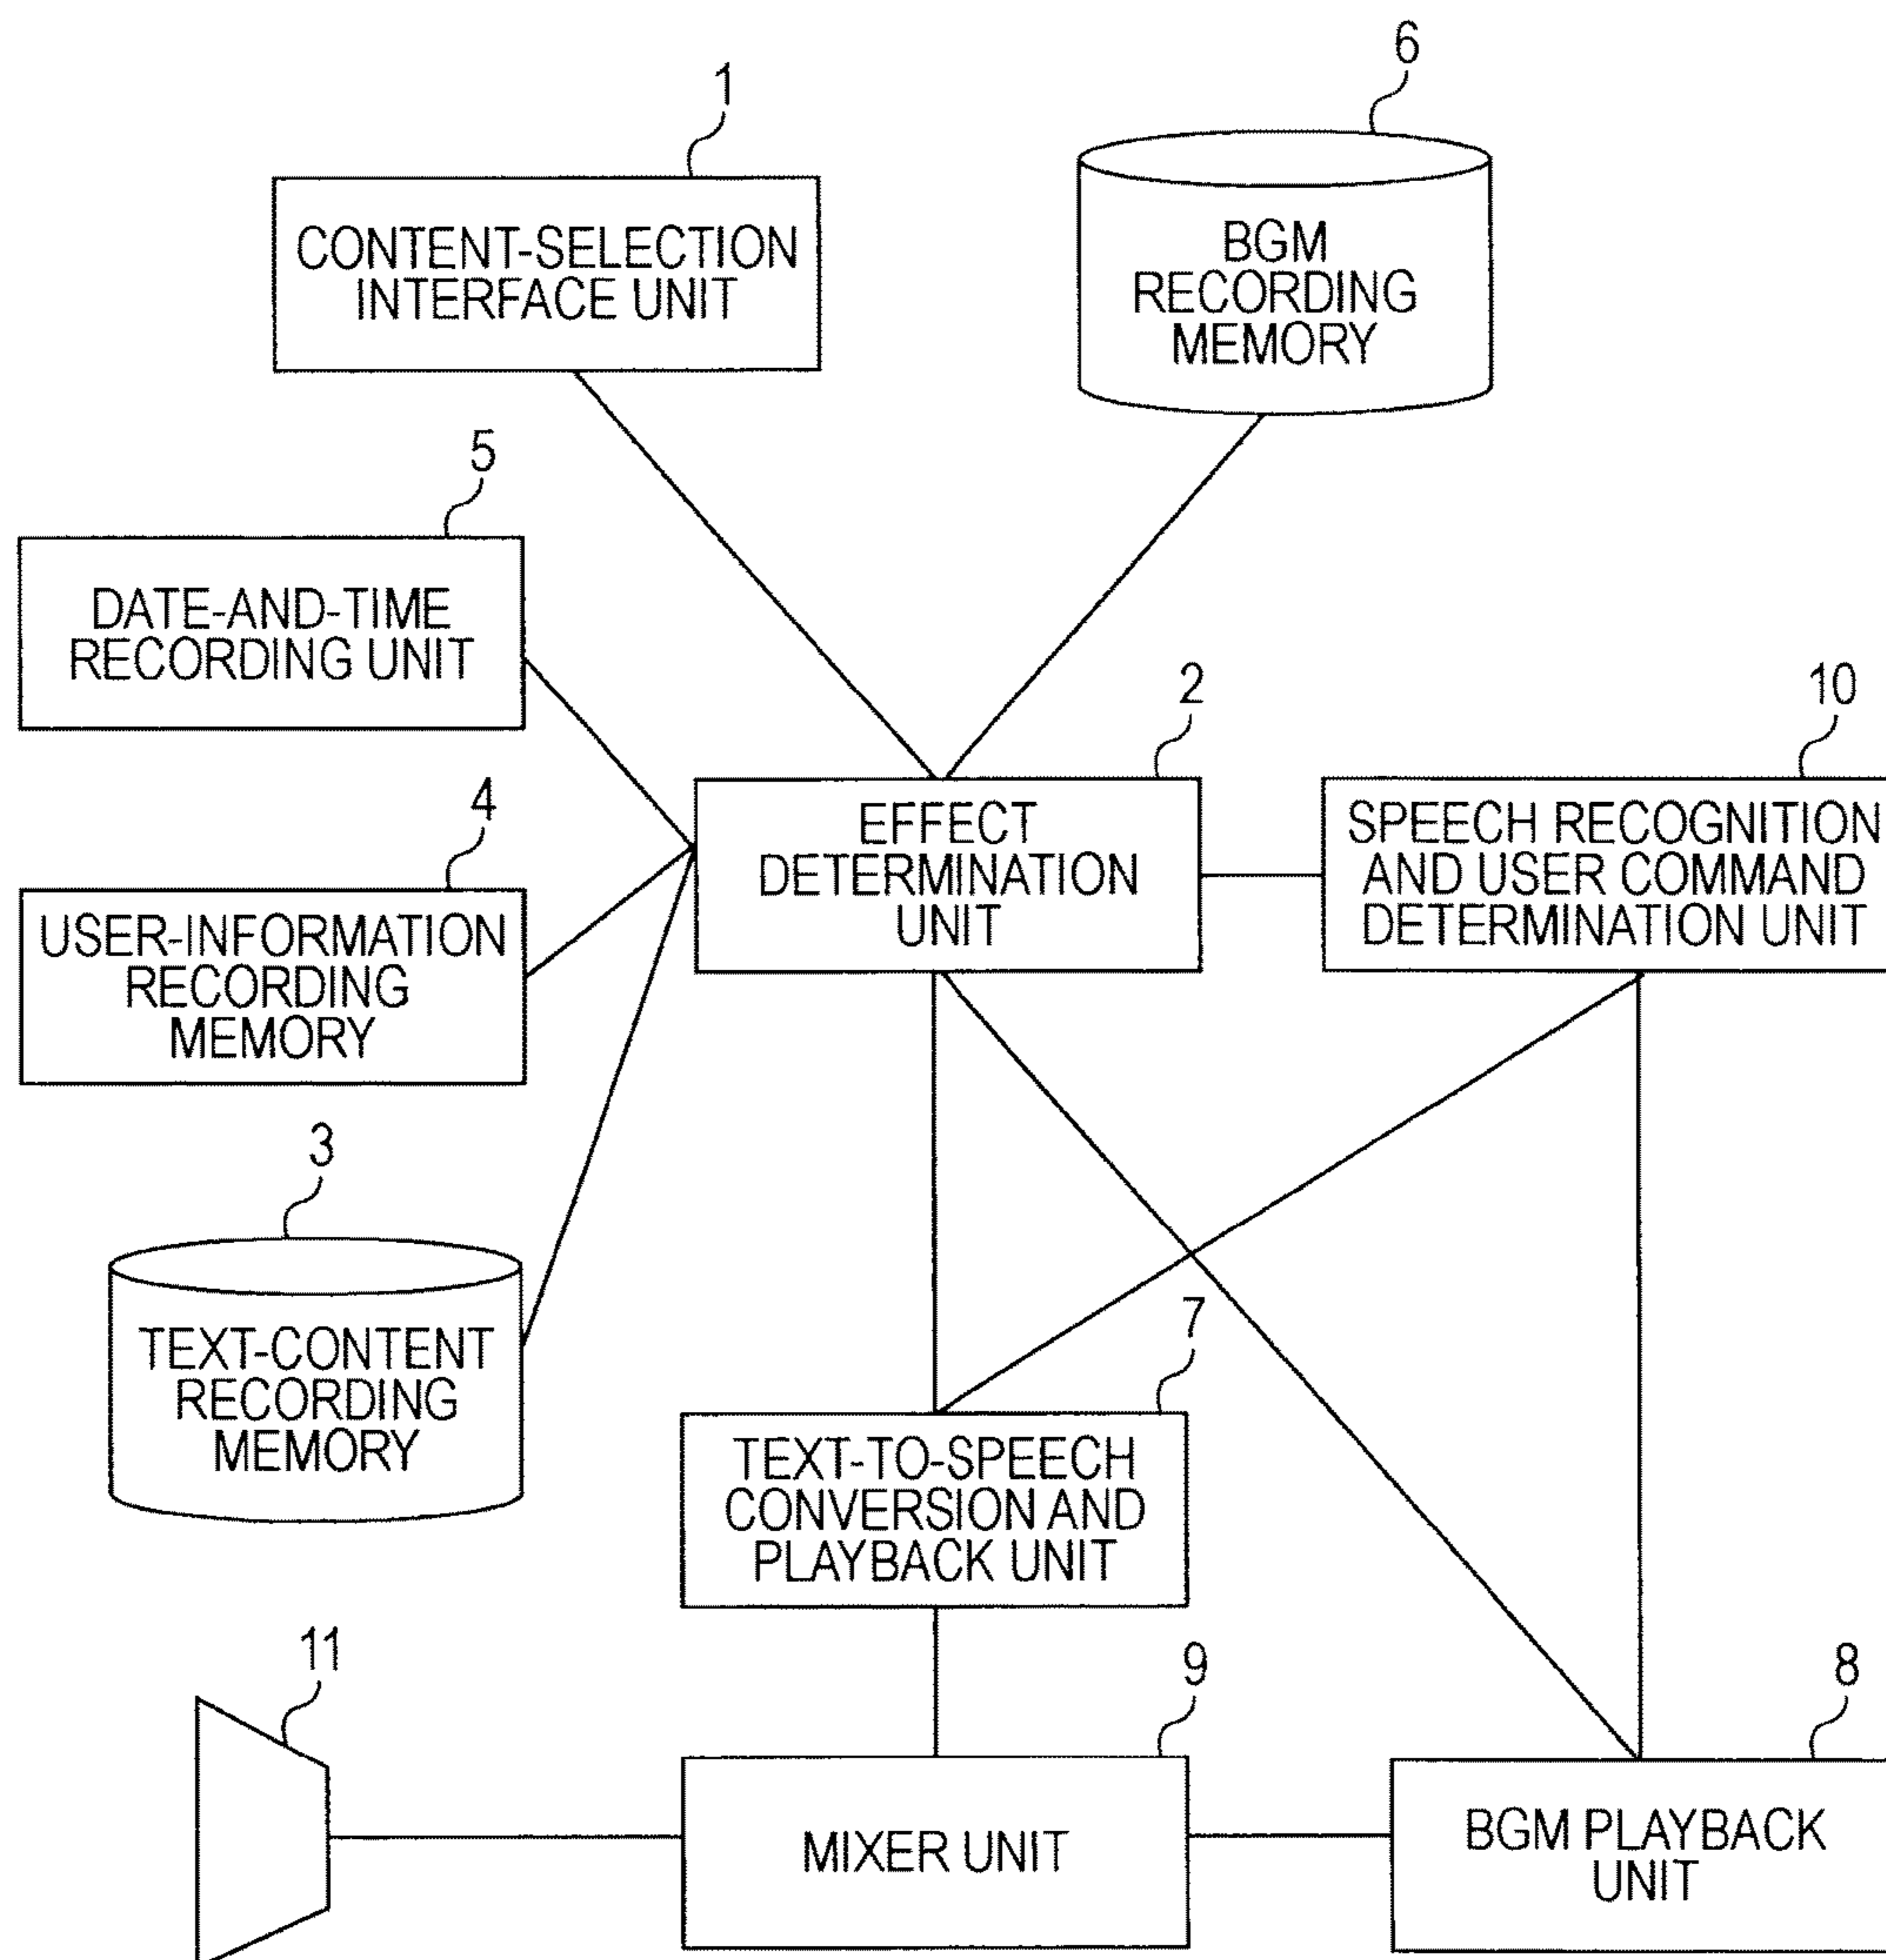 6
1
CONTENT-SELECTION
INTERFACE UNIT
BGM
RECORDING
MEMORY
5
DATE-AND-TIME
RECORDING UNIT
2
10
4
EFFECT
DETERMINATION
UNIT
SPEECH RECOGNITION
AND USER COMMAND
DETERMINATION UNIT
USER-INFORMATION
RECORDING
MEMORY
3
TEXT-CONTENT
RECORDING
MEMORY
7
TEXT-TO-SPEECH
CONVERSION AND
PLAYBACK UNIT
11
9
8
MIXER UNIT
BGM PLAYBACK
UNIT